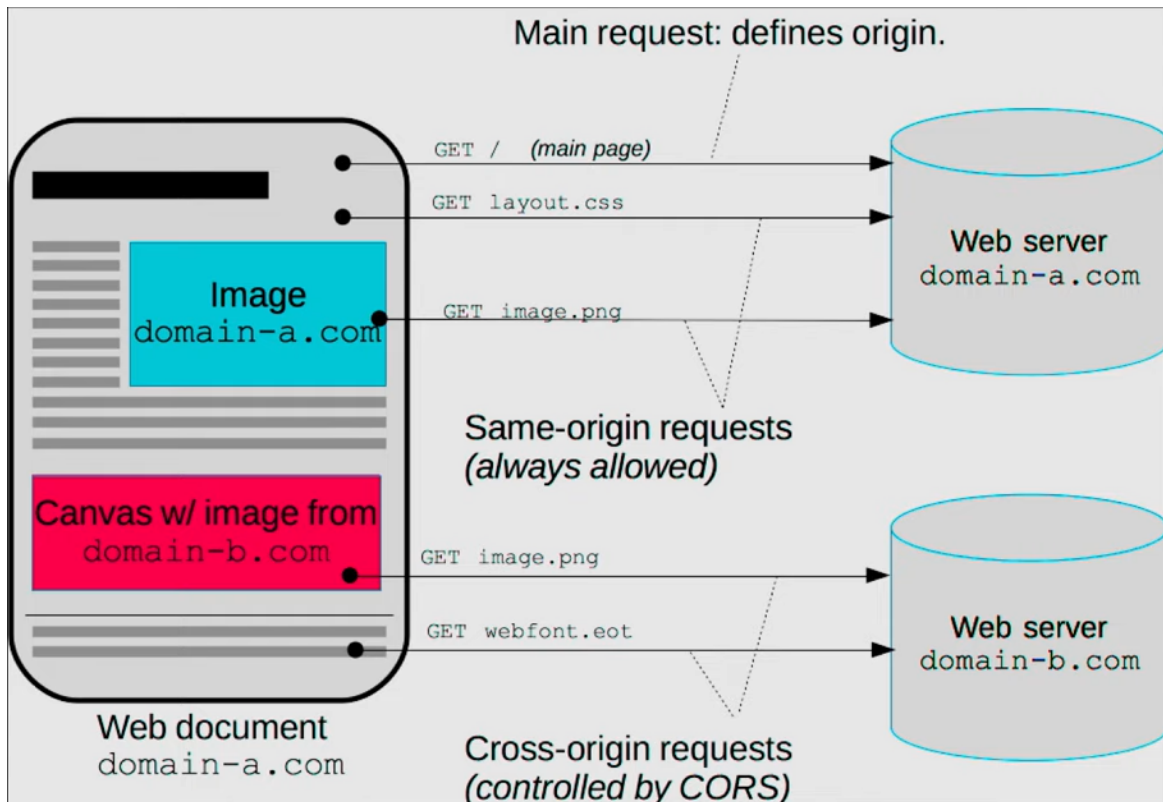 Main request: defines origin.
GET / (main page)
GET layout.css
Web server
domain-a.com
Image
domain-a.com
GET image.png
Same-origin requests
(always allowed)
Canvas w/ image from
domain-b.com
GET image.png
GET webfont.eot
Web server
domain-b.com
Web document
domain-a.com
Cross-origin requests
(controlled by CORS)